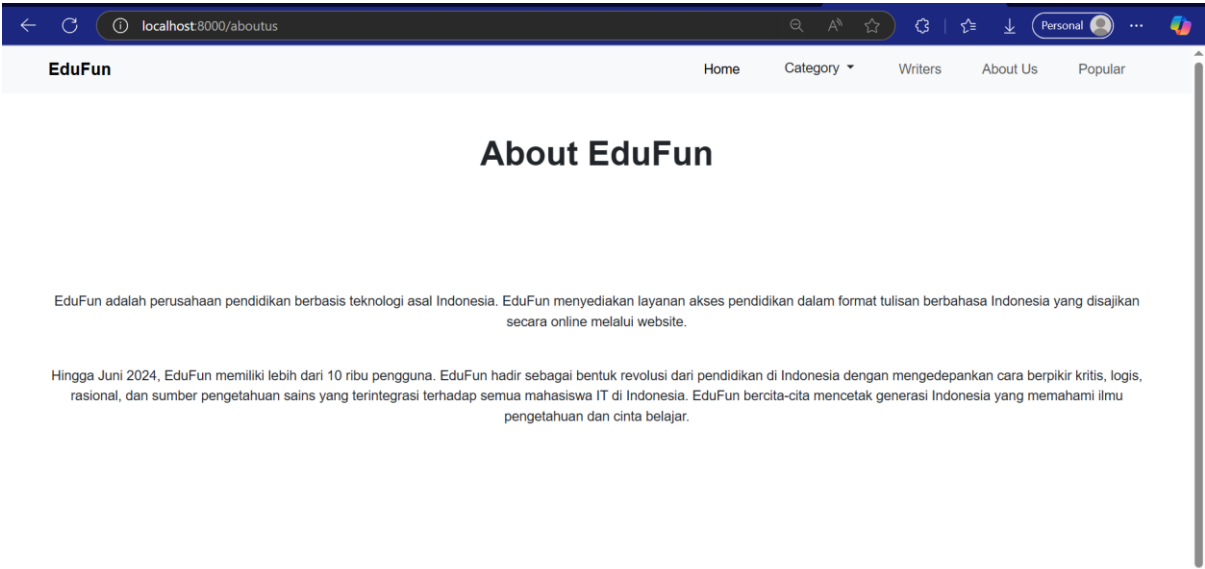 localhost:8000/aboutus
Personal
EduFun
Home
Category
Writers
About Us
Popular
About EduFun
EduFun adalah perusahaan pendidikan berbasis teknologi asal Indonesia. EduFun menyediakan layanan akses pendidikan dalam format tulisan berbahasa Indonesia yang disajikan
secara online melalui website.
Hingga Juni 2024, EduFun memiliki lebih dari 10 ribu pengguna. EduFun hadir sebagai bentuk revolusi dari pendidikan di Indonesia dengan mengedepankan cara berpikir kritis, logis,
rasional, dan sumber pengetahuan sains yang terintegrasi terhadap semua mahasiswa IT di Indonesia. EduFun bercita-cita mencetak generasi Indonesia yang memahami ilmu
pengetahuan dan cinta belajar.